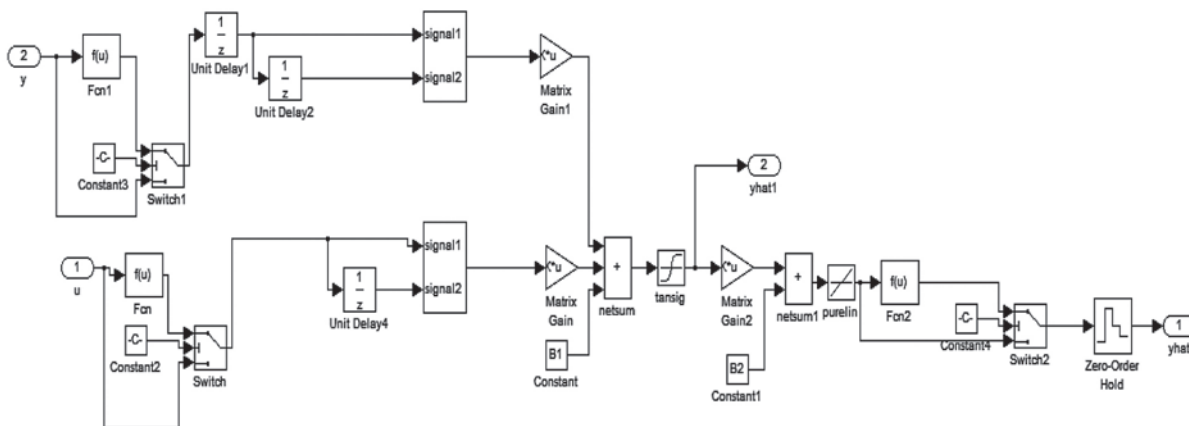 1
z
Unit Delay1
2
y
f(u)
Fcn1
1
z
Unit Delay2
signal1
signal2
<*u
Matrix
Gain1
-C-
Constant3
Switch1
2
yhat1
1
u
f(u)
Fcn
-C-
Constant2
Switch
1
z
Unit Delay4
signal1
signal2
<*u
Matrix
Gain
B1
Constant
+
netsum
tansig
<*u
Matrix
Gain2
B2
Constant1
+
netsum1
purelin
f(u)
Fcn2
-C-
Constant4
Switch2
Zero-Order
Hold
1
yhat